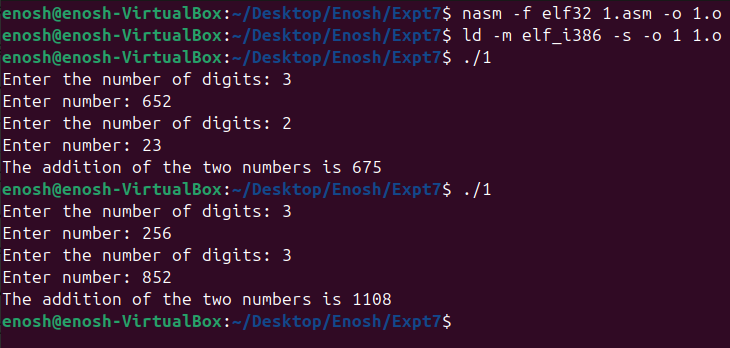 enosh@enosh-VirtualBox:~/Desktop/Enosh/Expt7$ nasm -f elf32 1.asm -o 1.o
enosh@enosh-VirtualBox:~/Desktop/Enosh/Expt7$ ld -m elf_i386 -s -o 1 1.o
enosh@enosh-VirtualBox:~/Desktop/Enosh/Expt7$ ./1
Enter the number of digits: 3
Enter number: 652
Enter the number of digits: 2
Enter number: 23
The addition of the two numbers is 675
enosh@enosh-VirtualBox:~/Desktop/Enosh/Expt7$ ./1
Enter the number of digits: 3
Enter number: 256
Enter the number of digits: 3
Enter number: 852
The addition of the two numbers is 1108
enosh@enosh-VirtualBox:~/Desktop/Enosh/Expt7$